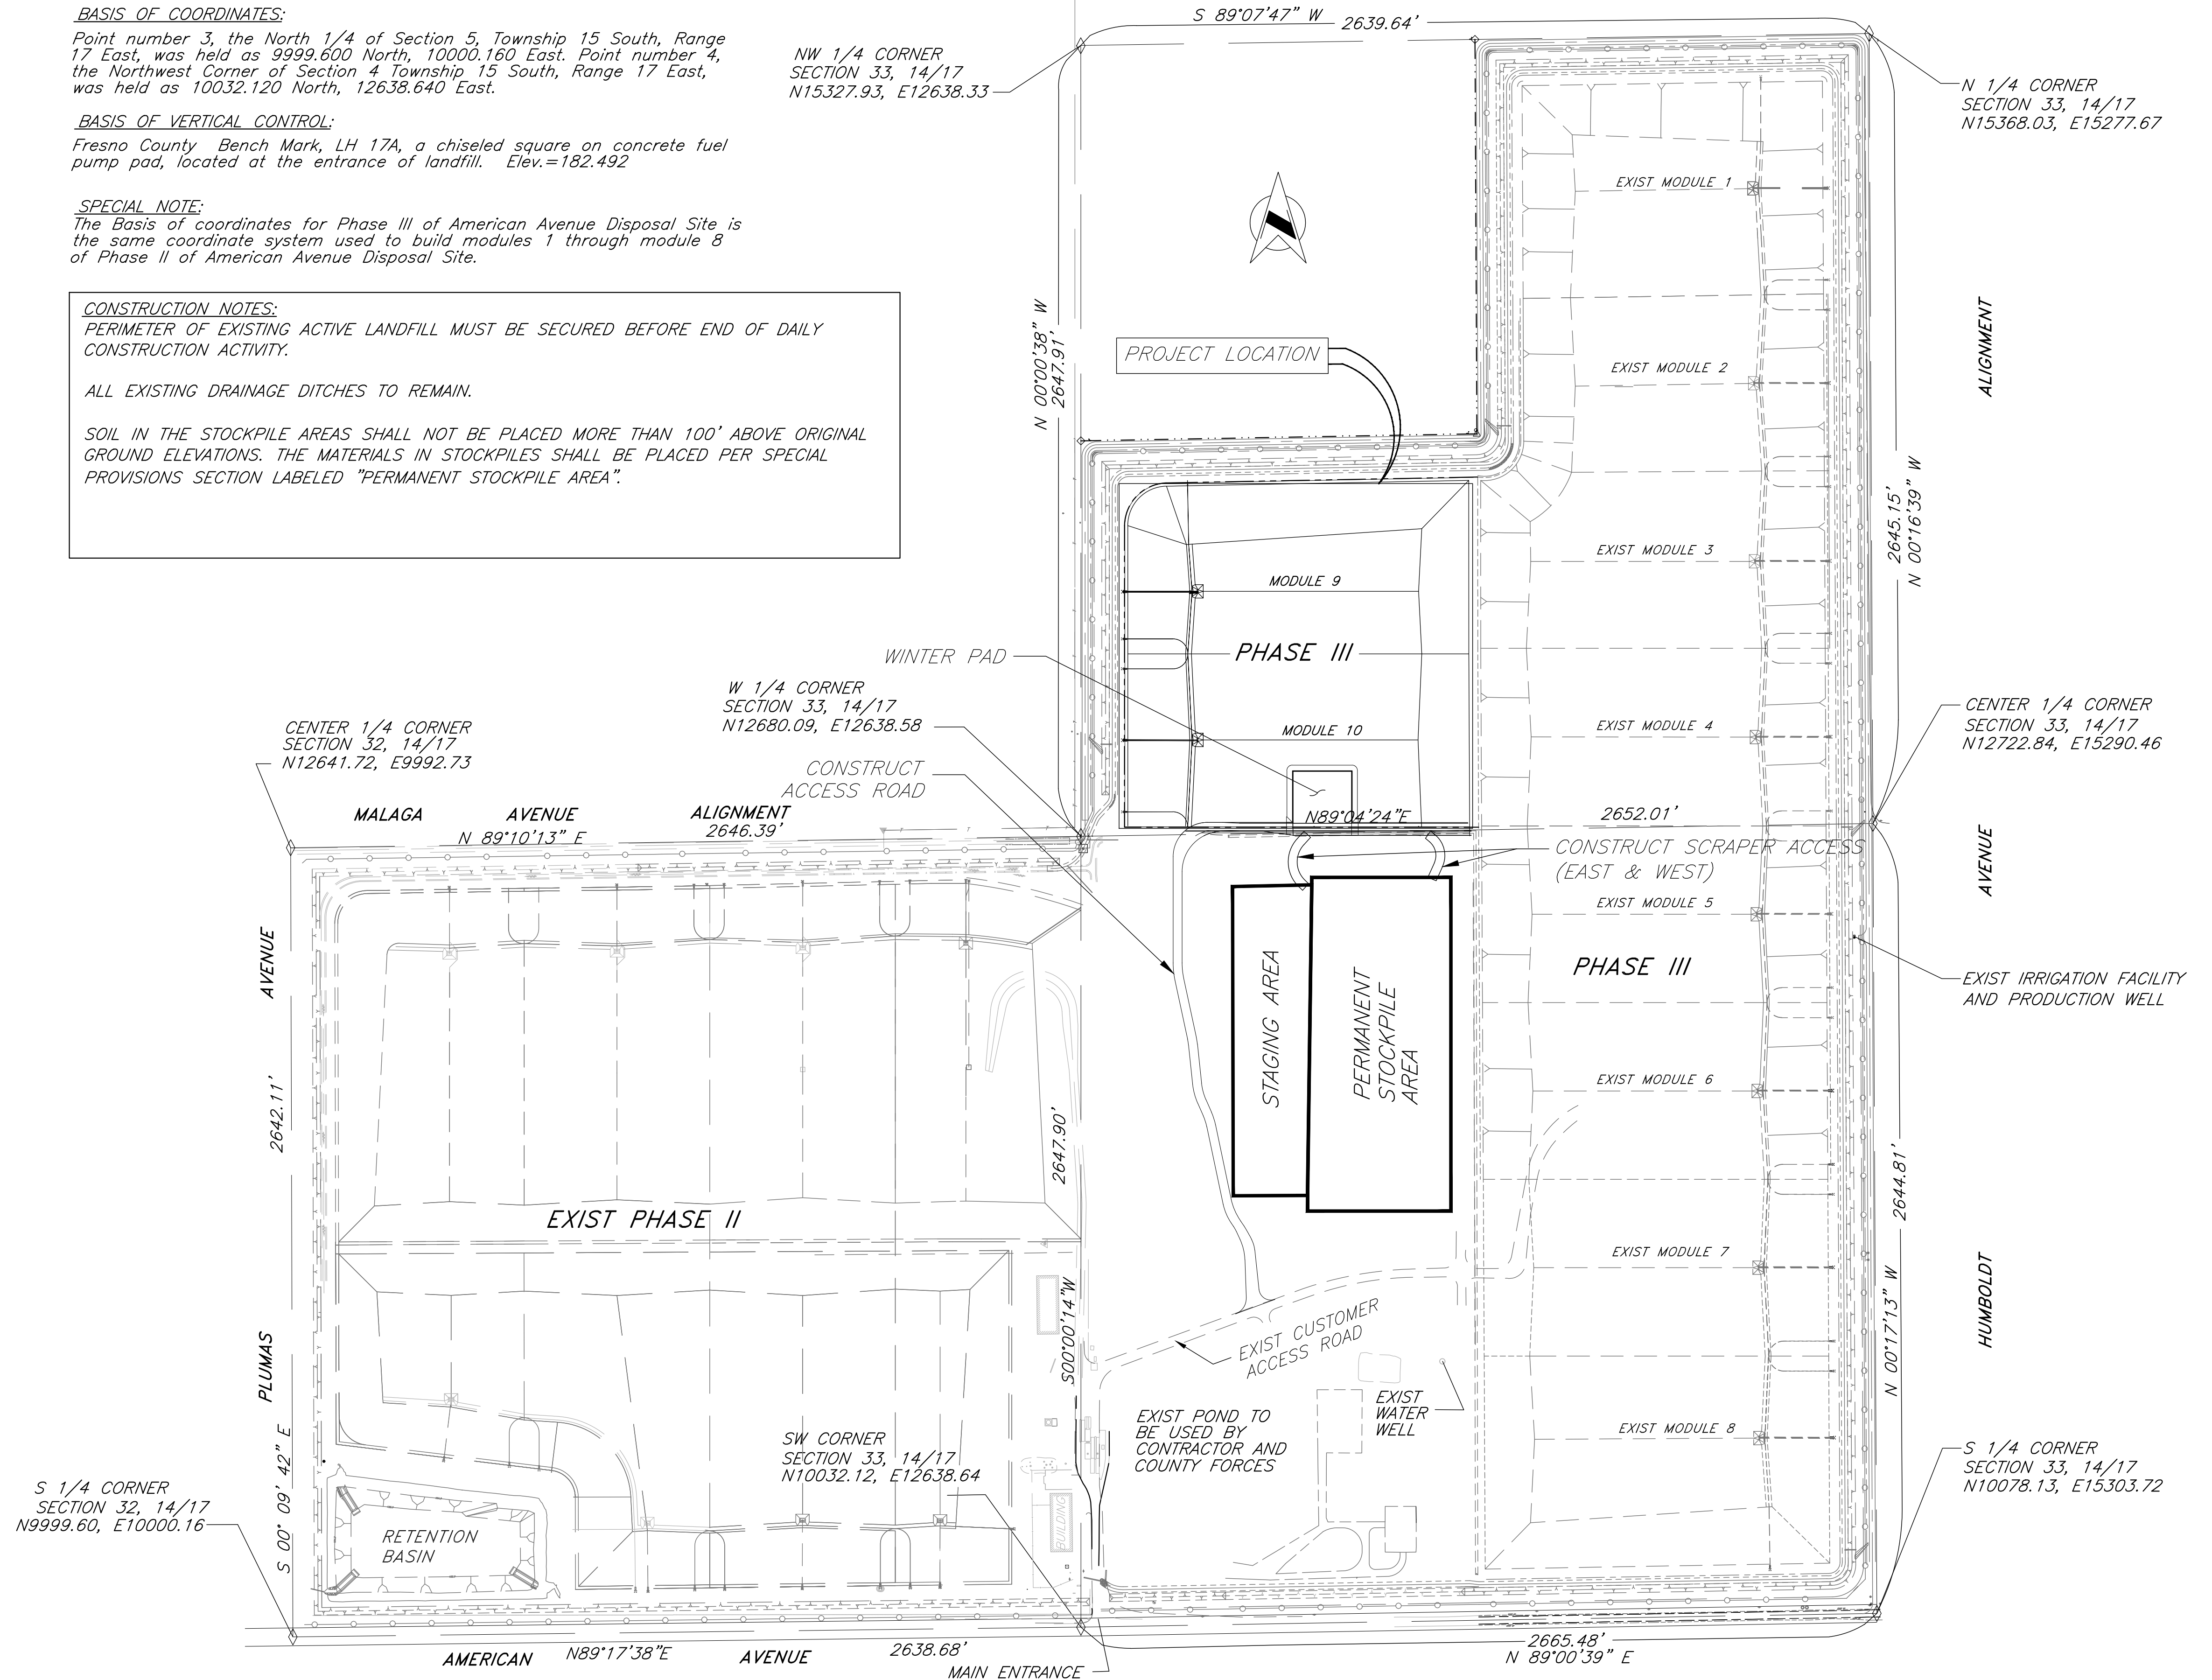 BASIS OF COORDINATES:
Point number 3, the North 1/4 of Section 5, Township 15 South, Range
17 East, was held as 9999.600 North, 10000.160 East. Point number 4,
the Northwest Corner of Section 4 Township 15 South, Range 17 East,
was held as 10032.120 North, 12638.640 East.
BASIS OF VERTICAL CONTROL:
Fresno County Bench Mark, LH 17A, a chiseled square on concrete fuel
pump pad, located at the entrance of landfill. Elev.=182.492
SPECIAL NOTE:
The Basis of coordinates for Phase III of American Avenue Disposal Site is
the same coordinate system used to build modules 1 through module 8
of Phase II of American Avenue Disposal Site.
CONSTRUCTION NOTES:
PERIMETER OF EXISTING ACTIVE LANDFILL MUST BE SECURED BEFORE END OF DAILY
CONSTRUCTION ACTIVITY.
ALL EXISTING DRAINAGE DITCHES TO REMAIN.
SOIL IN THE STOCKPILE AREAS SHALL NOT BE PLACED MORE THAN 100' ABOVE ORIGINAL
GROUND ELEVATIONS. THE MATERIALS IN STOCKPILES SHALL BE PLACED PER SPECIAL
PROVISIONS SECTION LABELED "PERMANENT STOCKPILE AREA".
S 89°07'47" W 2639.64'
NW 1/4 CORNER
SECTION 33, 14/17
N15327.93, E12638.33
N 1/4 CORNER
SECTION 33, 14/17
N15368.03, E15277.67
N 00°00'38" W
2647.91'
PROJECT LOCATION
EXIST MODULE 1
EXIST MODULE 2
EXIST MODULE 3
EXIST MODULE 4
EXIST MODULE 5
EXIST MODULE 6
EXIST MODULE 7
EXIST MODULE 8
PHASE III
ALIGNMENT
AVENUE
HUMBOLDT
2645.15'
N 00°16'39" W
MODULE 9
PHASE III
MODULE 10
WINTER PAD
W 1/4 CORNER
SECTION 33, 14/17
N12680.09, E12638.58
CONSTRUCT
ACCESS ROAD
CENTER 1/4 CORNER
SECTION 32, 14/17
N12641.72, E9992.73
MALAGA AVENUE ALIGNMENT
N 89°10'13" E 2646.39'
N89°04'24"E 2652.01'
CENTER 1/4 CORNER
SECTION 33, 14/17
N12722.84, E15290.46
CONSTRUCT SCRAPER ACCESS
(EAST & WEST)
EXIST IRRIGATION FACILITY
AND PRODUCTION WELL
STAGING AREA
PERMANENT
STOCKPILE
AREA
AVENUE
PLUMAS
2642.11'
S 00° 09' 42" E
EXIST PHASE II
2647.90'
S00°00'14"W
EXIST CUSTOMER
ACCESS ROAD
2644.81'
N 00°17'13" W
EXIST
WATER
WELL
EXIST POND TO
BE USED BY
CONTRACTOR AND
COUNTY FORCES
SW CORNER
SECTION 33, 14/17
N10032.12, E12638.64
BUILDING
RETENTION
BASIN
S 1/4 CORNER
SECTION 32, 14/17
N9999.60, E10000.16
S 1/4 CORNER
SECTION 33, 14/17
N10078.13, E15303.72
AMERICAN N89°17'38"E AVENUE 2638.68'
MAIN ENTRANCE
2665.48'
N 89°00'39" E